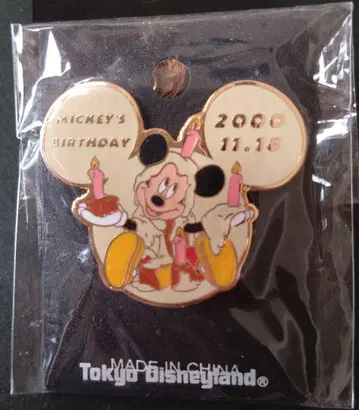 MICKEY'S
BIRTHDAY
2000
11.18
MADE IN CHINA
Tokyo Disneyland®